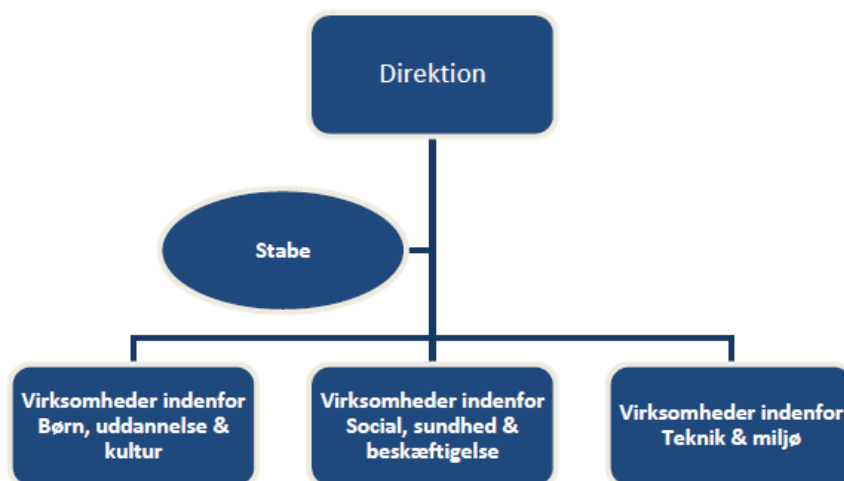 Direktion
Stabe
Virksomheder indenfor
Børn, uddannelse &
kultur
Virksomheder indenfor
Social, sundhed &
beskæftigelse
Virksomheder indenfor
Teknik & miljø